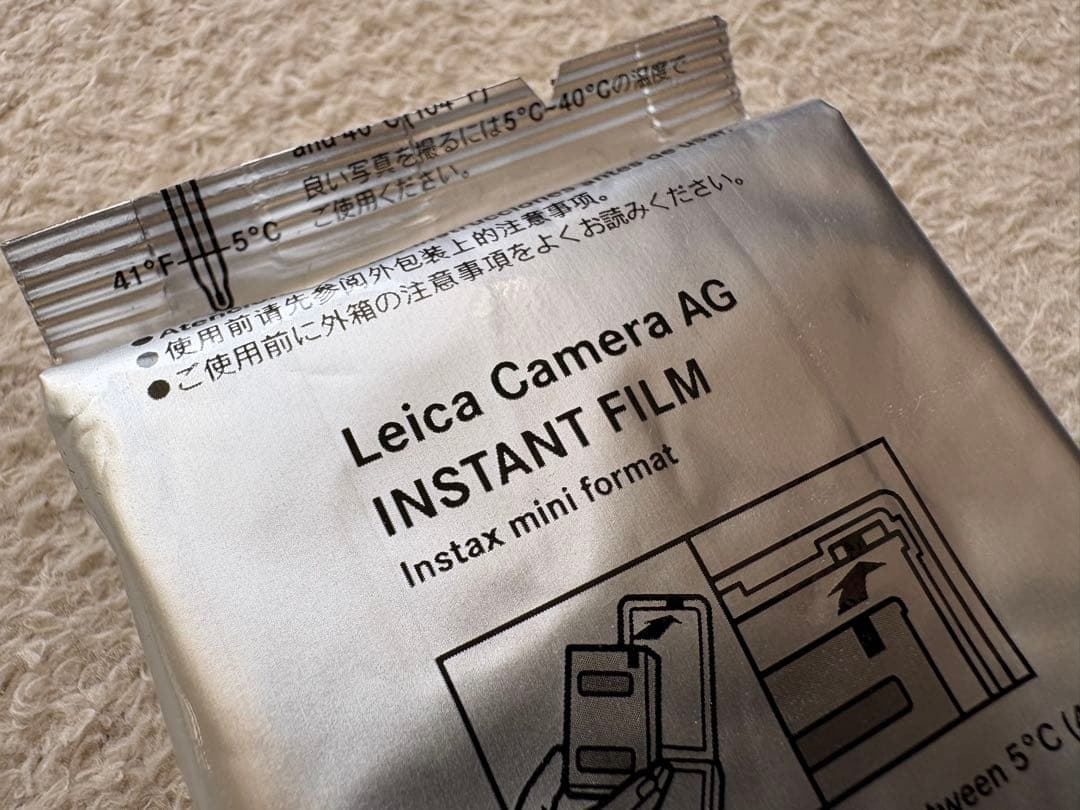 and 40°C (104°F)
良い写真を撮るには5°C~40°Cの温度で
ご使用ください。
5°C
41°F
使用前请先参阅外包装上的注意事项。
●ご使用前に外箱の注意事項をよくお読みください。
Leica Camera AG
INSTANT FILM
Instax mini format
5°C